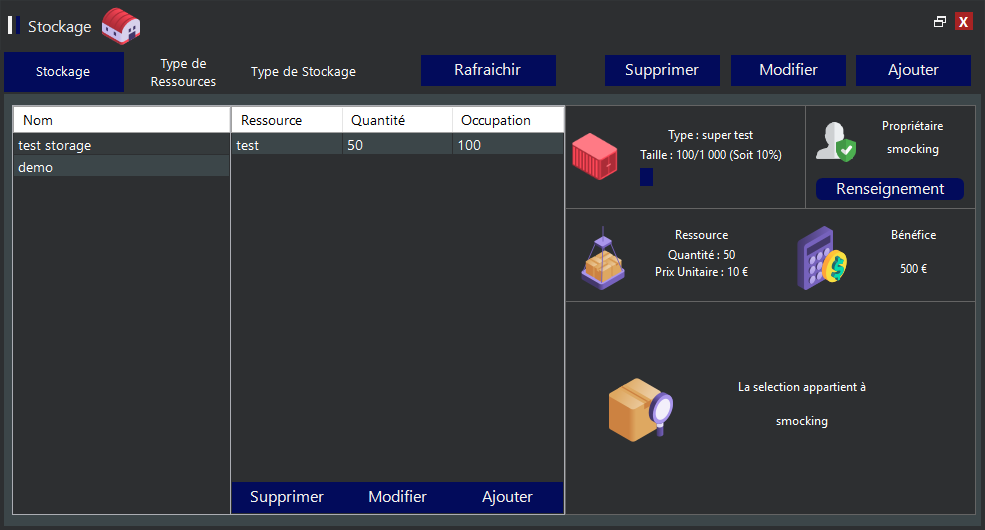 Stockage
X
Stockage
Type de
Ressources
Type de Stockage
Rafraichir
Supprimer
Modifier
Ajouter
Nom
test storage
demo
Ressource
Quantité
Occupation
test
50
100
Supprimer
Modifier
Ajouter
Type : super test
Taille : 100/1 000 (Soit 10%)
Propriétaire
smocking
Renseignement
Ressource
Quantité : 50
Prix Unitaire : 10 €
Bénéfice
500 €
La selection appartient à
smocking